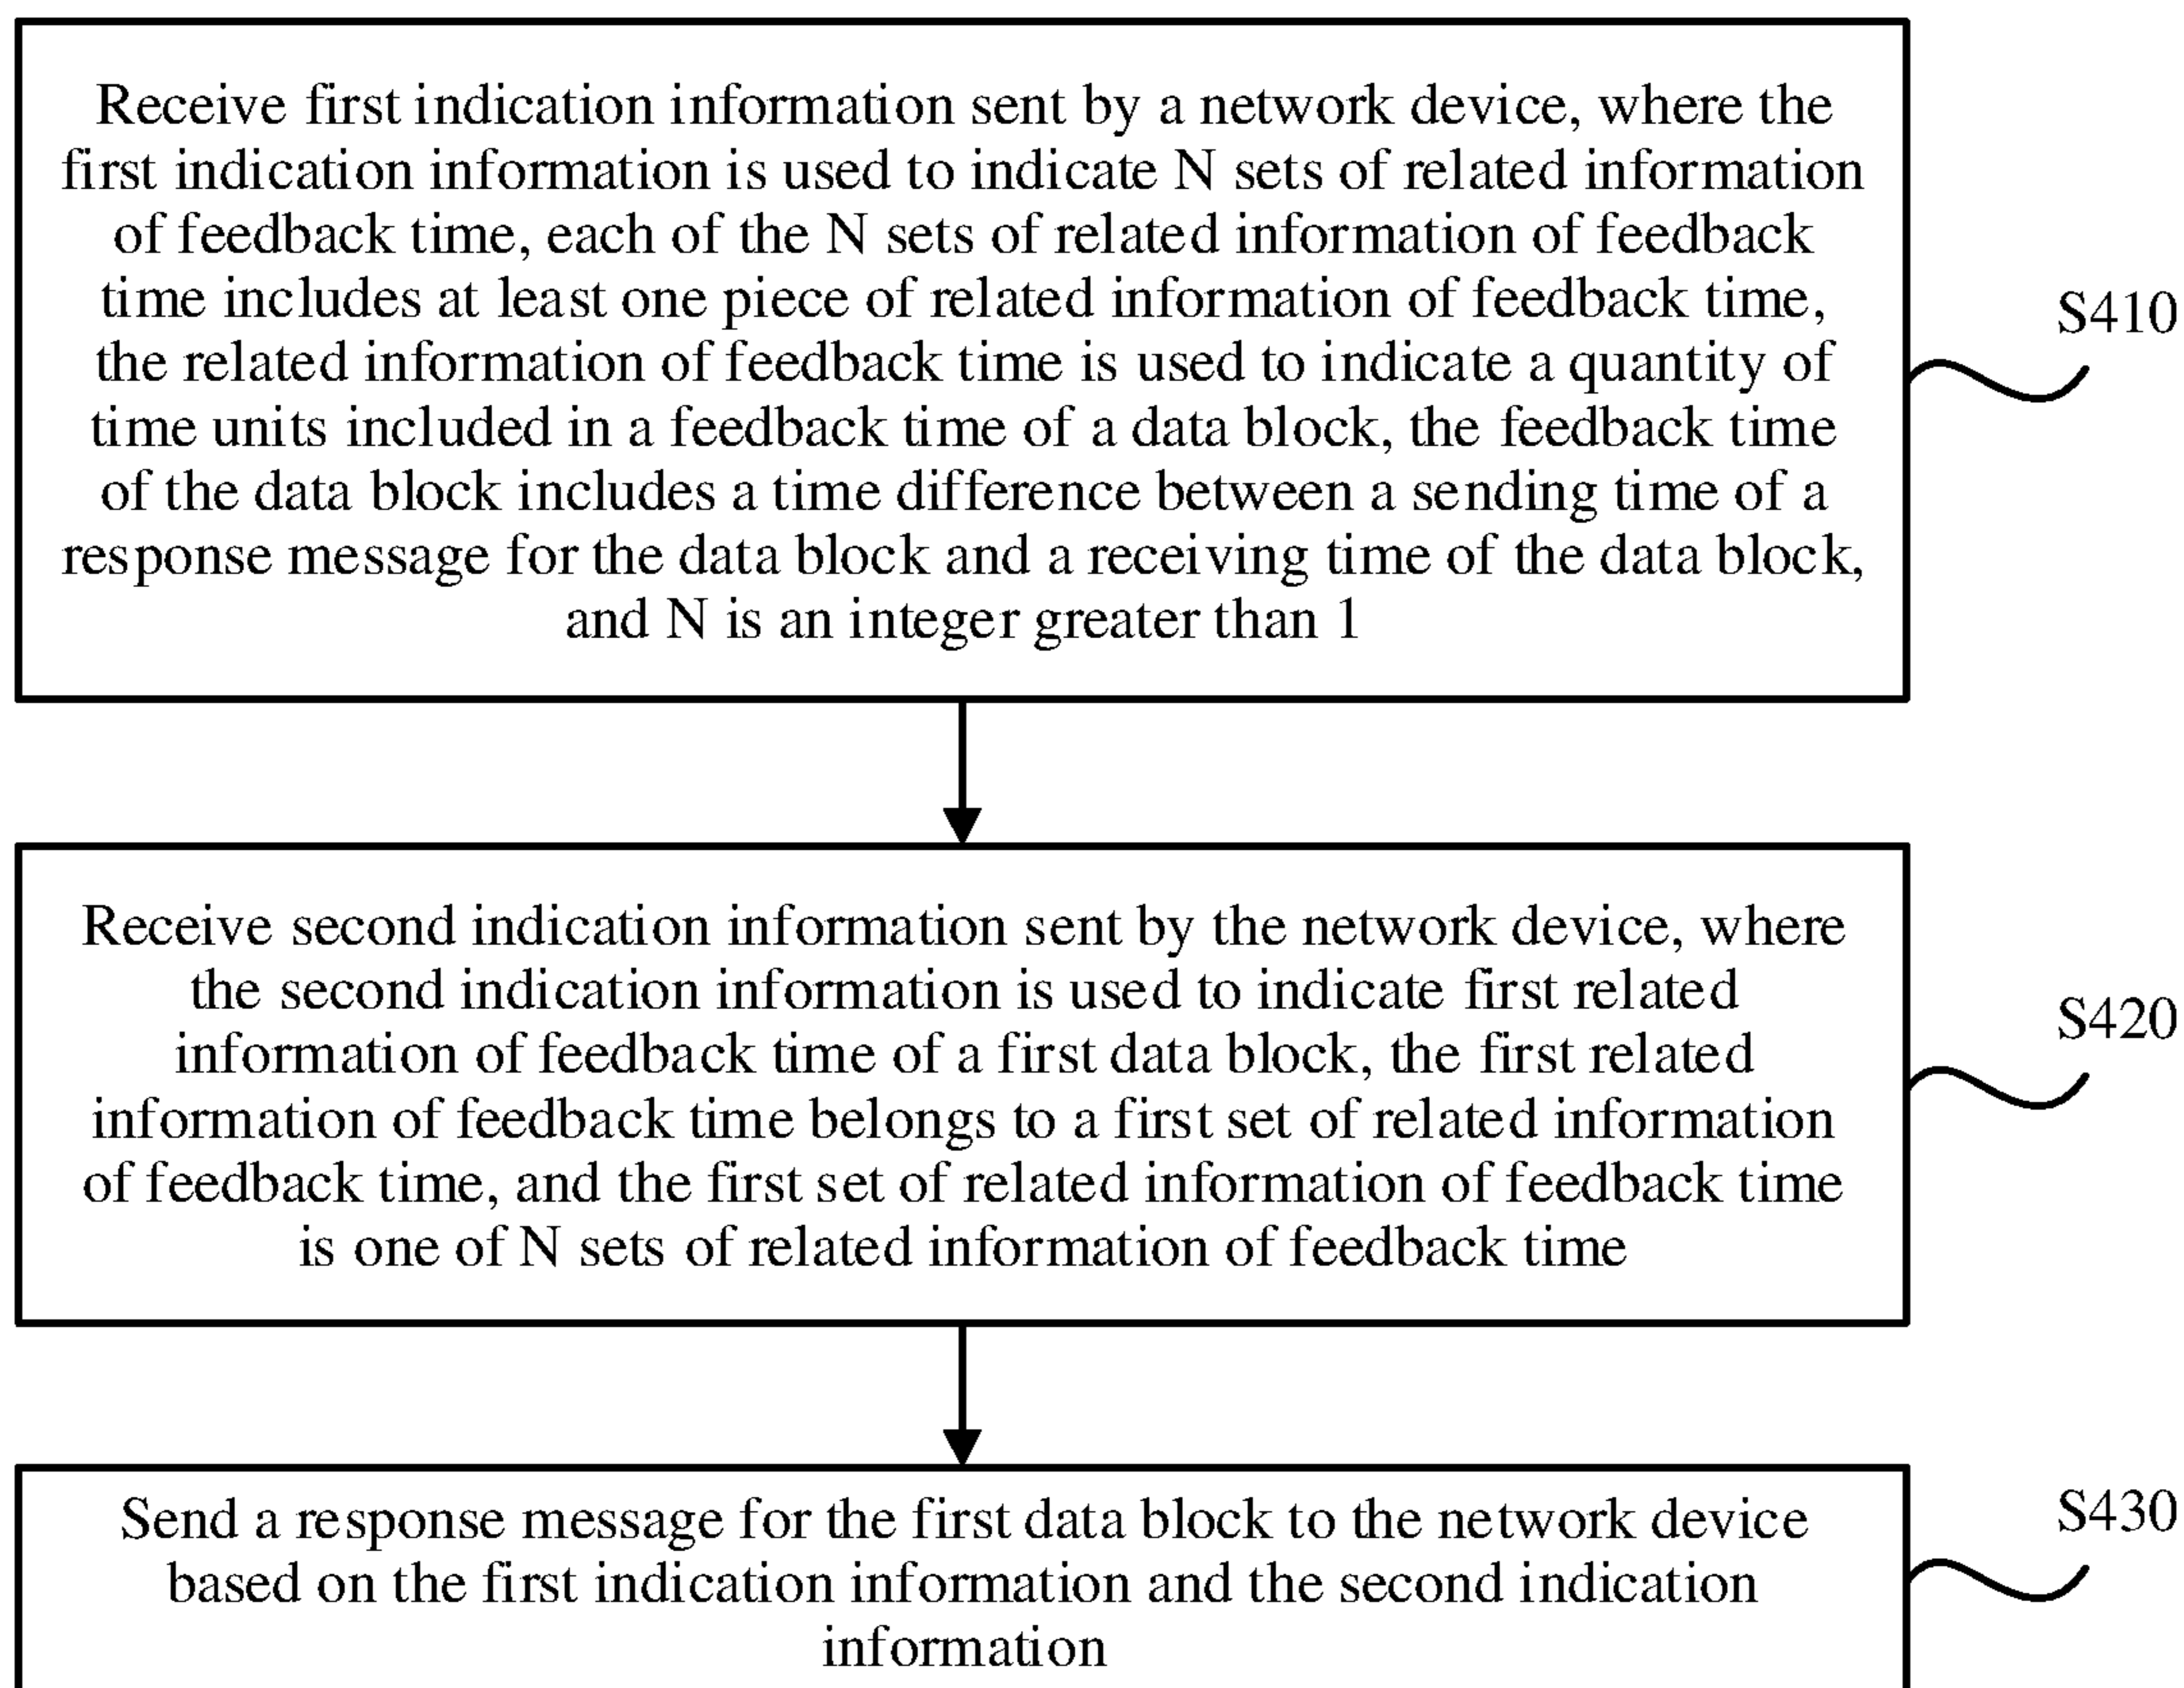 Receive first indication information sent by a network device, where the
first indication information is used to indicate N sets of related information
of feedback time, each of the N sets of related information of feedback
time includes at least one piece of related information of feedback time,
the related information of feedback time is used to indicate a quantity of
time units included in a feedback time of a data block, the feedback time
of the data block includes a time difference between a sending time of a
response message for the data block and a receiving time of the data block,
and N is an integer greater than 1
S410
Receive second indication information sent by the network device, where
the second indication information is used to indicate first related
information of feedback time of a first data block, the first related
information of feedback time belongs to a first set of related information
of feedback time, and the first set of related information of feedback time
is one of N sets of related information of feedback time
S420
Send a response message for the first data block to the network device
based on the first indication information and the second indication
information
S430